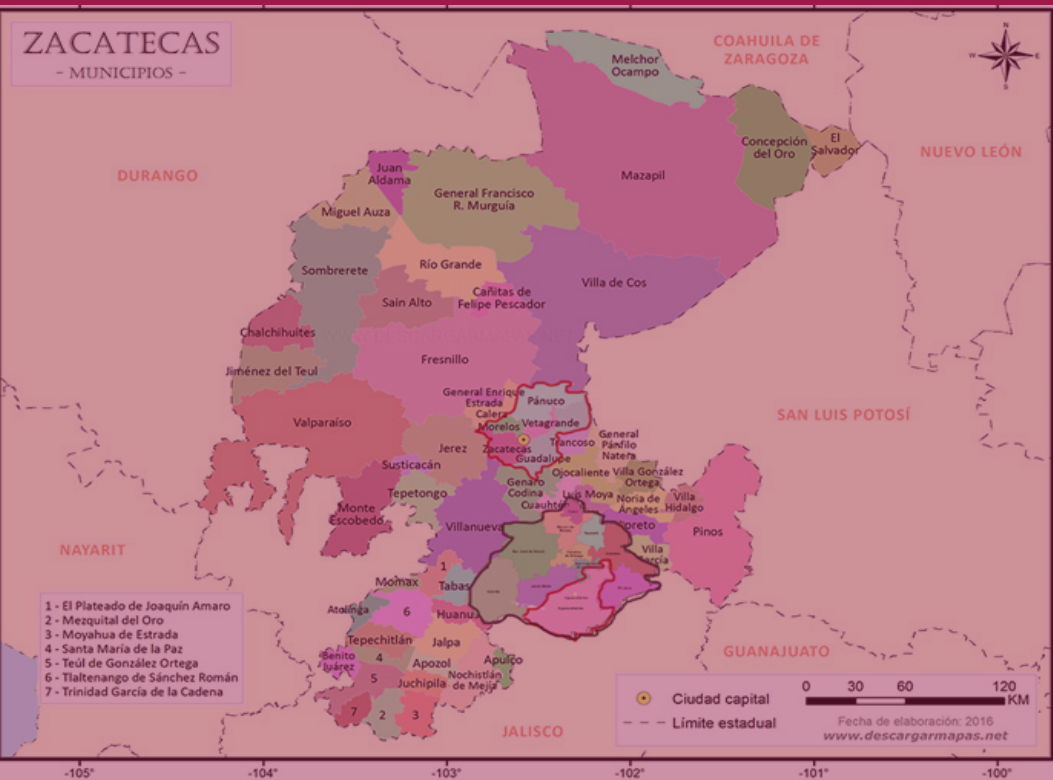 ZACATECAS
- MUNICIPIOS -
COAHUILA DE
ZARAGOZA
N
W
E
S
Melchor
Ocampo
Concepción
del Oro
El
Salvador
NUEVO LEÓN
DURANGO
Juan
Aldama
General Francisco
R. Murguía
Mazapil
Miguel Auza
Sombrerete
Río Grande
Villa de Cos
Sain Alto
Cañitas de
Felipe Pescador
Chalchihuites
Fresnillo
Jiménez del Teul
General Enrique
Estrada
Calera
Pánuco
Morelos
Vetagrande
Valparaíso
SAN LUIS POTOSÍ
Jerez
Zacatecas
Trancoso
General
Pánfilo
Natera
Guadalupe
Susticacán
Ojocaliente
Villa González
Ortega
Tepetongo
Genaro
Codina
Luis Moya
Noria de
Ángeles
Villa
Hidalgo
Monte
Escobedo
Villanueva
Pinos
Villa
NAYARIT
1
Momax
Atolinga
6
Tepechitlán
Jalpa
GUANAJUATO
Benito
Juárez
4
Apozol
Apulco
5
Juchipila
Nochistlán
de Mejía
7
2
3
JALISCO
1 - El Plateado de Joaquín Amaro
2 - Mezquital del Oro
3 - Moyahua de Estrada
4 - Santa María de la Paz
5 - Teúl de González Ortega
6 - Tlaltenango de Sánchez Román
7 - Trinidad García de la Cadena
Ciudad capital
Límite estadual
0 30 60 120
KM
Fecha de elaboración: 2016
www.descargarmapas.net
-105° -104° -103° -102° -101° -100°